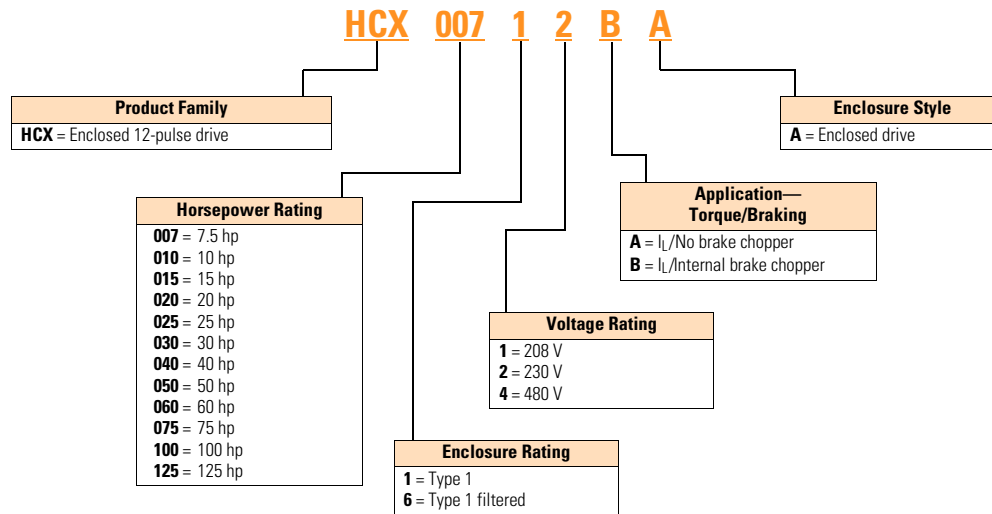 HCX 007 1 2 B A
Product Family
HCX = Enclosed 12-pulse drive
Enclosure Style
A = Enclosed drive
Horsepower Rating
007 = 7.5 hp
010 = 10 hp
015 = 15 hp
020 = 20 hp
025 = 25 hp
030 = 30 hp
040 = 40 hp
050 = 50 hp
060 = 60 hp
075 = 75 hp
100 = 100 hp
125 = 125 hp
Application—
Torque/Braking
A = IL/No brake chopper
B = IL/Internal brake chopper
Voltage Rating
1 = 208 V
2 = 230 V
4 = 480 V
Enclosure Rating
1 = Type 1
6 = Type 1 filtered